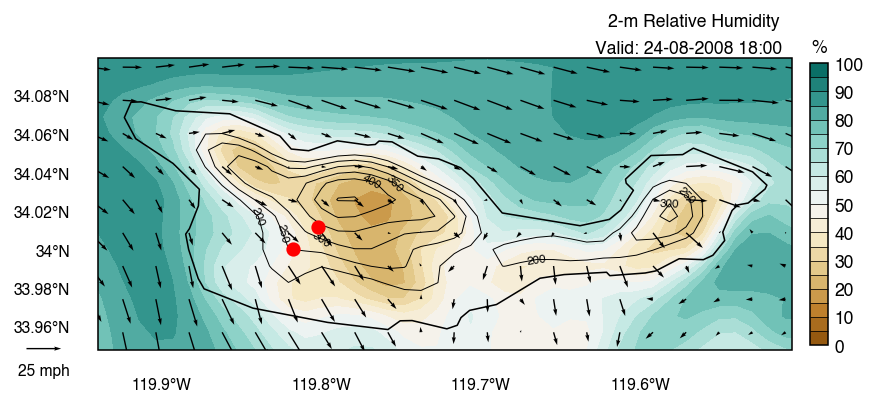 2-m Relative Humidity
Valid: 24-08-2008 18:00
%
100
90
80
70
60
50
40
30
20
10
0
34.08°N
34.06°N
34.04°N
34.02°N
34°N
33.98°N
33.96°N
25 mph
119.9°W
119.8°W
119.7°W
119.6°W
400
350
200
250
300
200
250
300